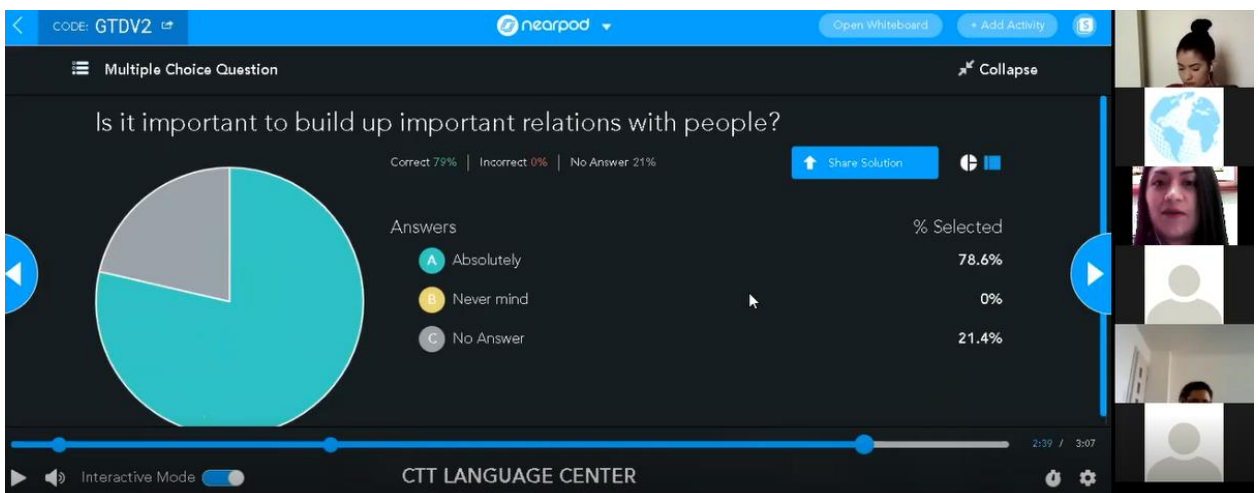 CODE: GTDV2 nearpod Open Whiteboard + Add Activity S
Multiple Choice Question Collapse
Is it important to build up important relations with people?
Correct 79% | Incorrect 0% | No Answer 21% Share Solution
Answers % Selected
A Absolutely 78.6%
B Never mind 0%
C No Answer 21.4%
2:39 / 3:07
Interactive Mode CTT LANGUAGE CENTER